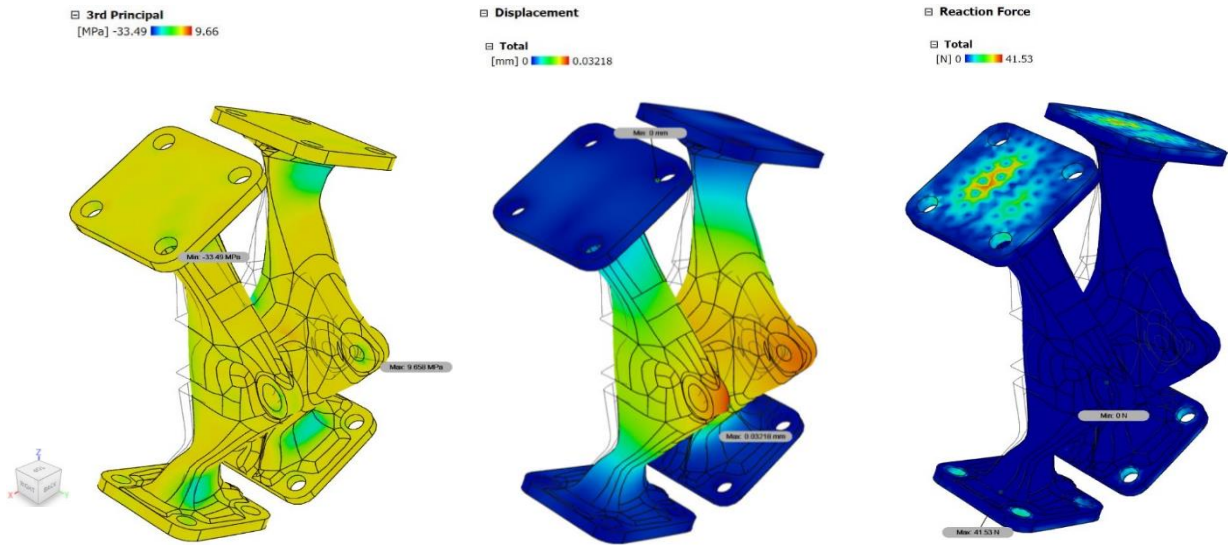 3rd Principal
[MPa] -33.49 9.66
Min: -33.49 MPa
Max: 9.658 MPa
Z
X
Y
RIGHT
BACK
Displacement
Total
[mm] 0 0.03218
Min: 0 mm
Max: 0.03218 mm
Reaction Force
Total
[N] 0 41.53
Min: 0 N
Max: 41.53 N